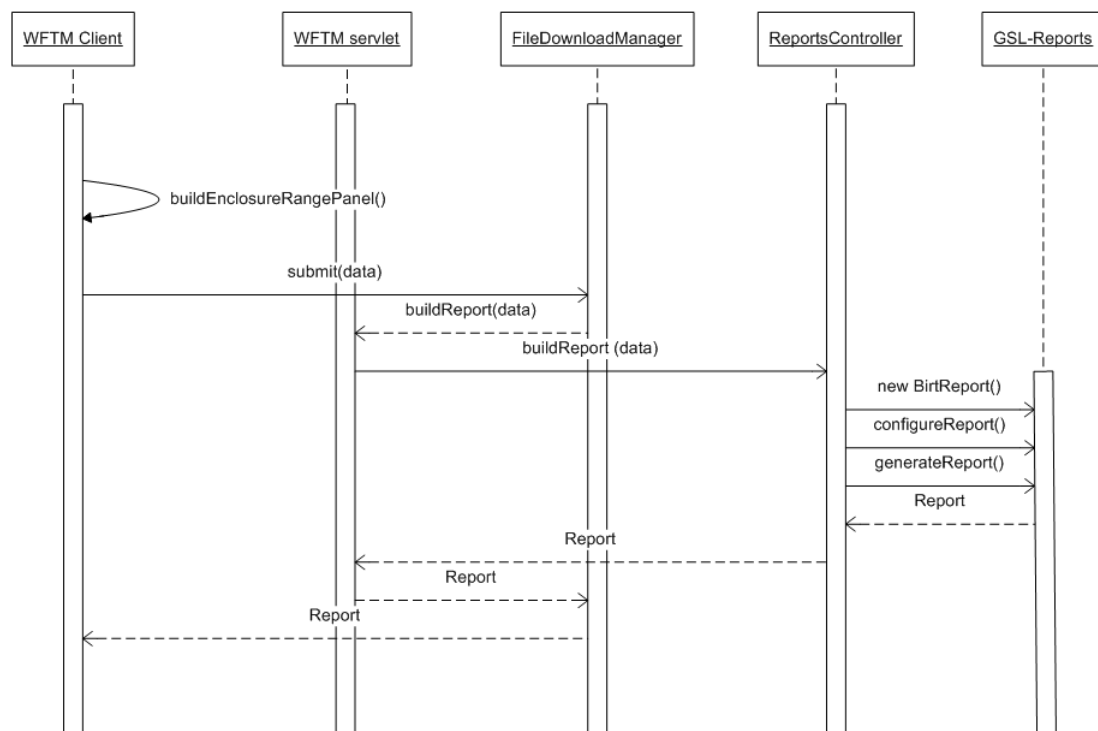 WFTM Client
WFTM servlet
FileDownloadManager
ReportsController
GSL-Reports
buildEnclosureRangePanel()
submit(data)
buildReport(data)
buildReport (data)
new BirtReport()
configureReport()
generateReport()
Report
Report
Report
Report